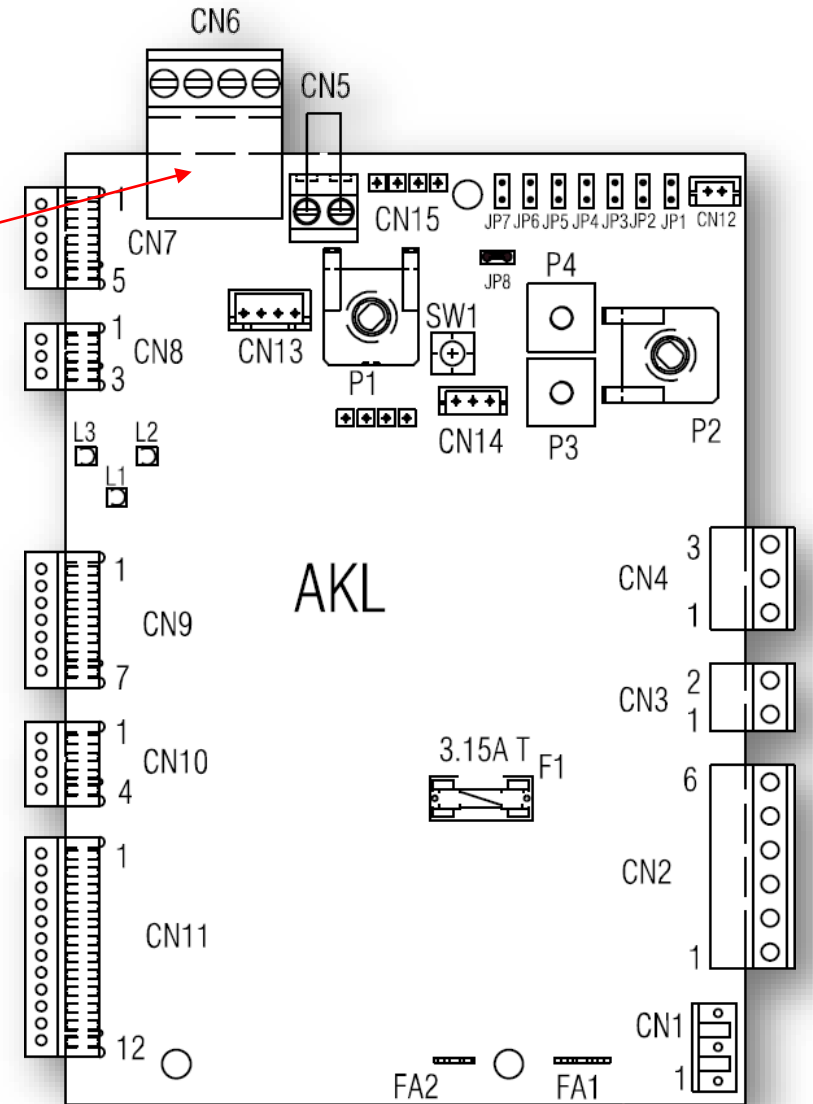 CN6
CN5
1
CN7
5
CN15
JP7 JP6 JP5 JP4 JP3 JP2 JP1 CN12
JP8
P4
CN13
P1
SW1
1
CN8
3
CN14
P3
P2
L3 L2
L1
3
CN4
1
1
CN9
7
AKL
2
CN3
1
1
CN10
4
3.15A T F1
6
CN2
1
1
CN11
12
CN1
1
FA2
FA1